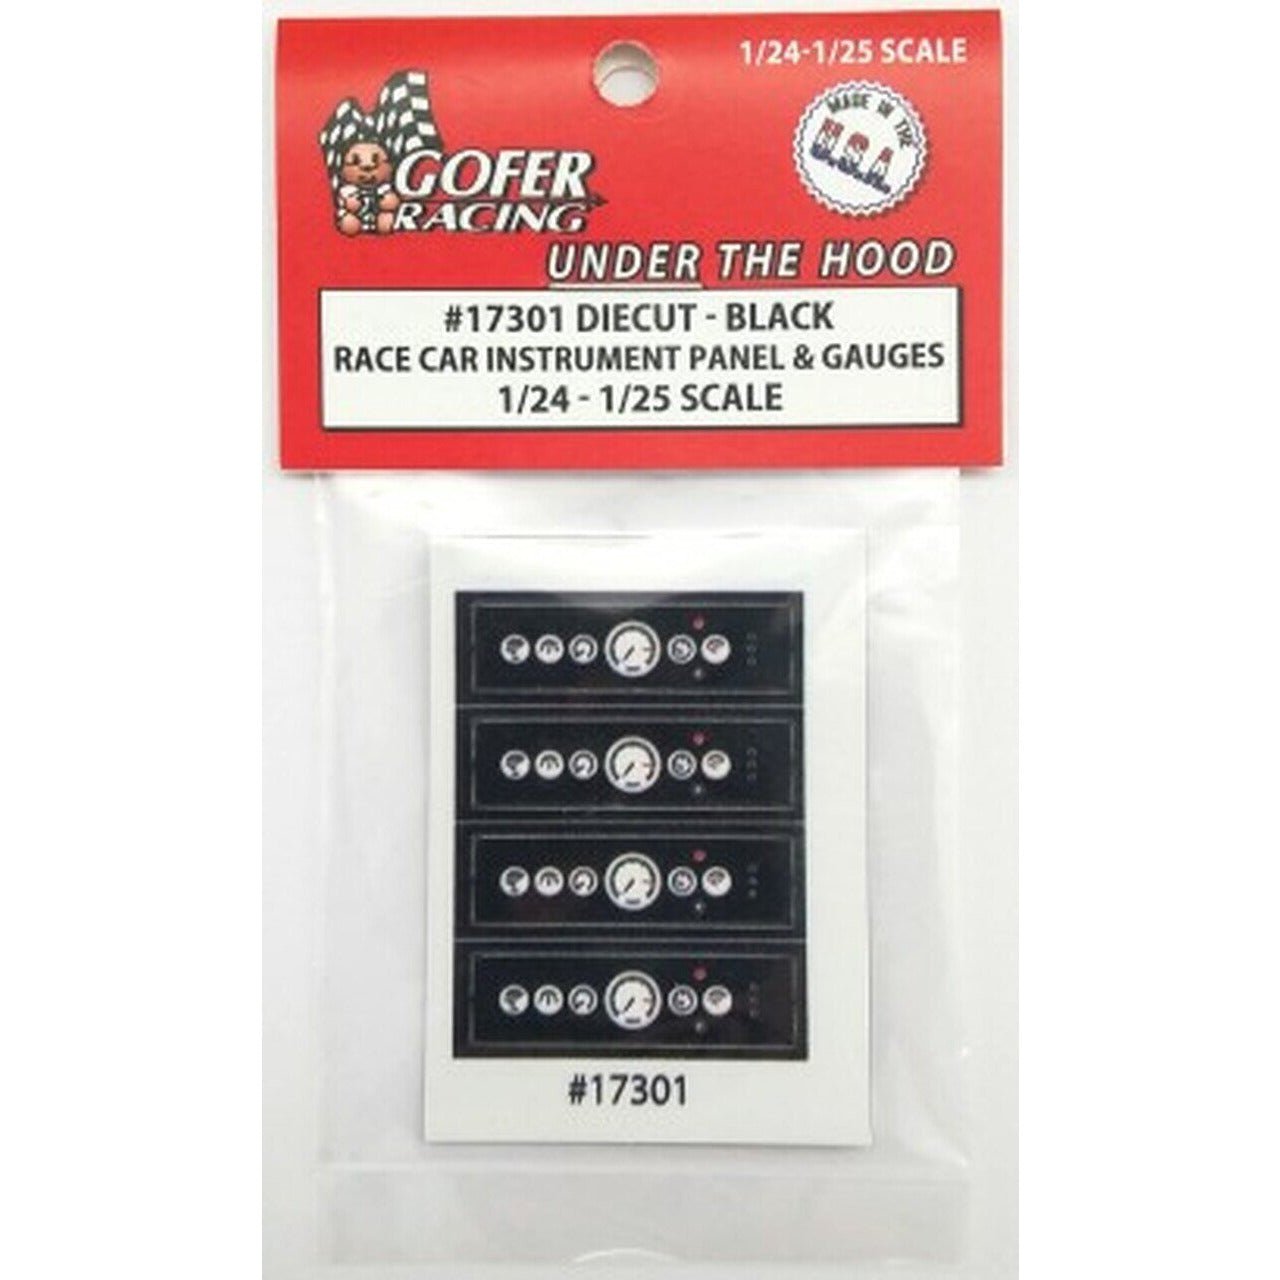 1/24-1/25 SCALE
MADE IN THE
U.S.A.
GOFER
RACING
UNDER THE HOOD
#17301 DIECUT - BLACK
RACE CAR INSTRUMENT PANEL & GAUGES
1/24 - 1/25 SCALE
#17301